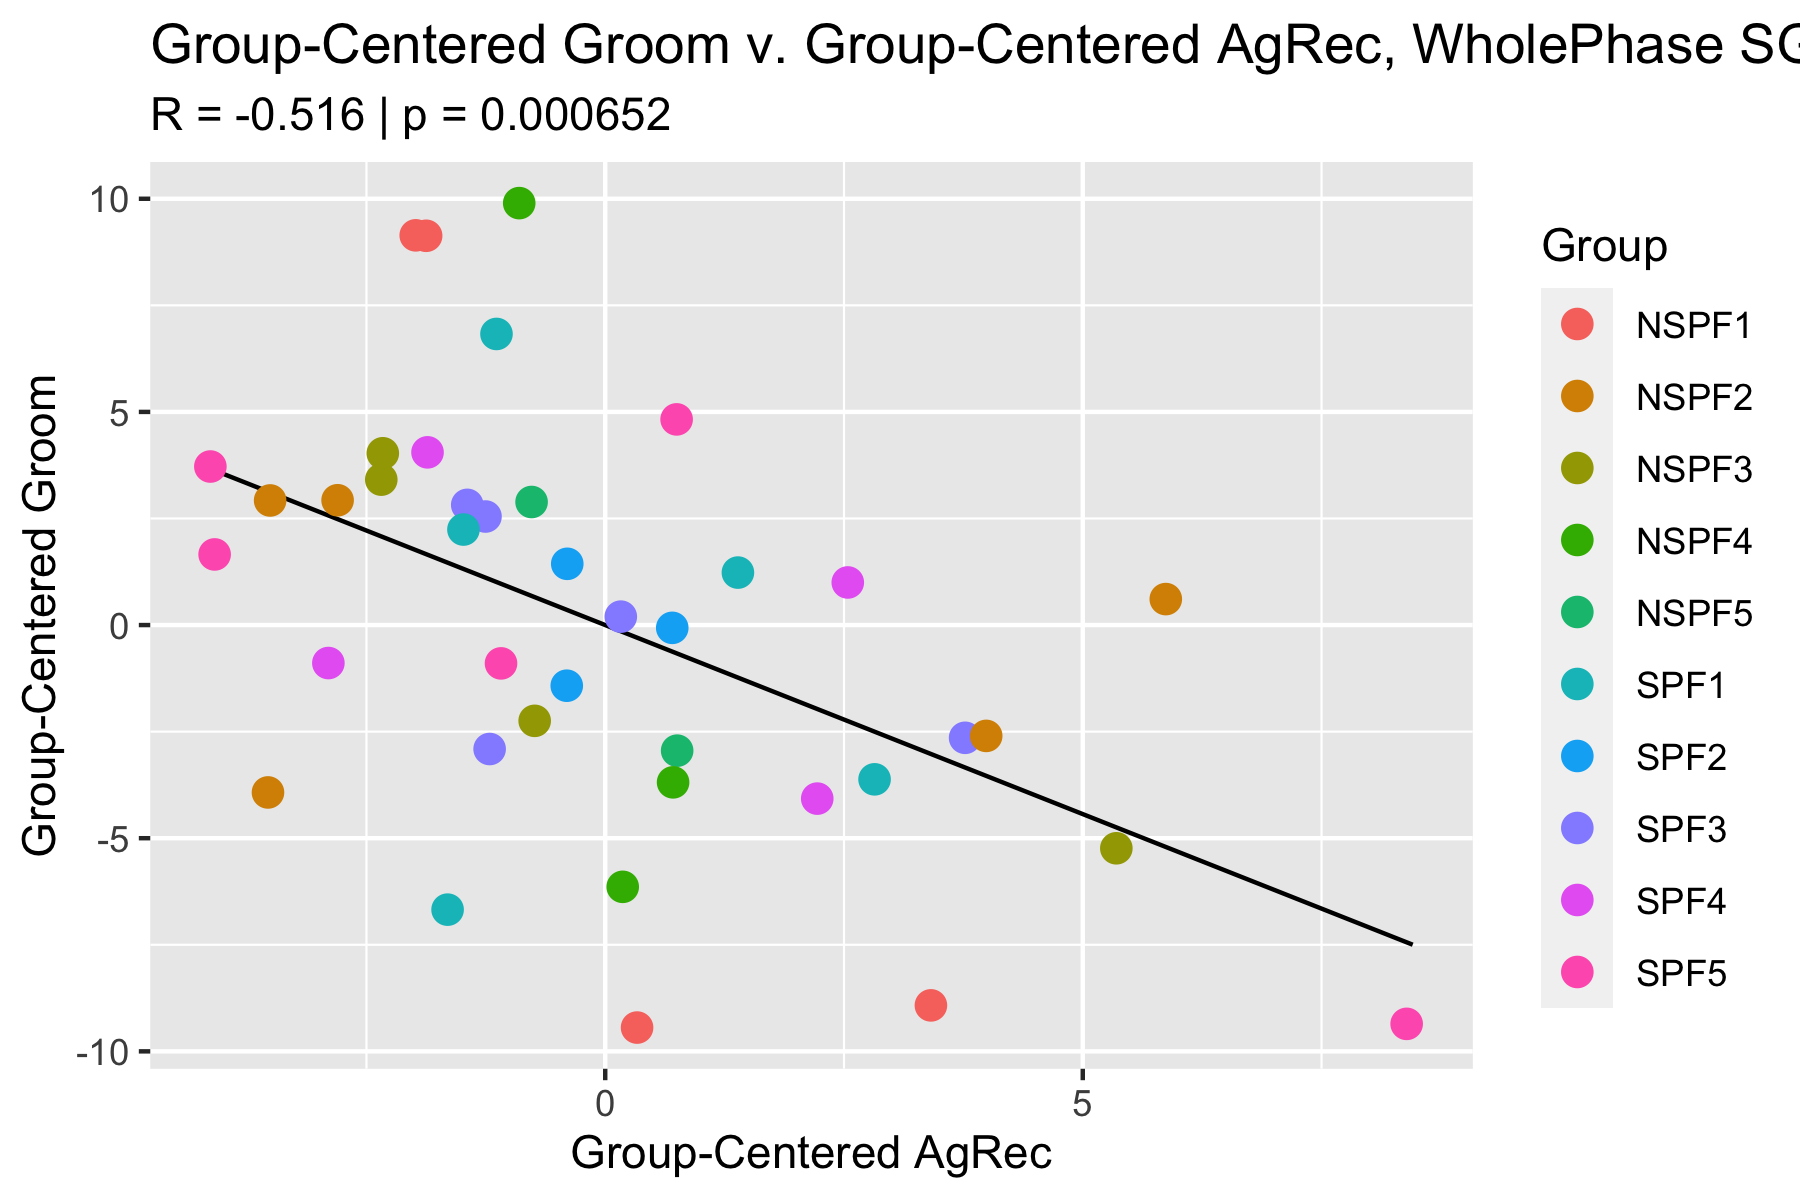 Group-Centered Groom v. Group-Centered AgRec, WholePhase
R = -0.516 | p = 0.000652
Group-Centered Groom
10
5
0
-5
-10
0 5
Group-Centered AgRec
Group
NSPF1
NSPF2
NSPF3
NSPF4
NSPF5
SPF1
SPF2
SPF3
SPF4
SPF5